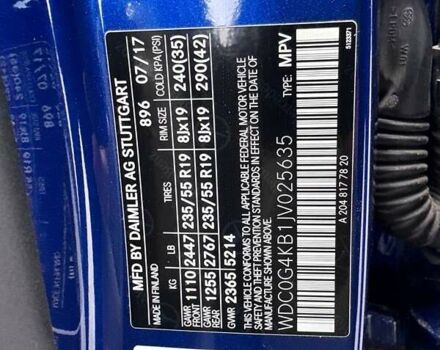 MFD BY DAIMLER AG STUTTGART
MADE IN FINLAND
896 07/17
KG LB TIRES RIM SIZE COLD KPA (PSI)
GAWR FRONT 1110 2447 235/55 R19 8Jx19 240(35)
GAWR REAR 1255 2767 235/55 R19 8Jx19 290(42)
GVWR 2365 5214
THIS VEHICLE CONFORMS TO ALL APPLICABLE FEDERAL MOTOR VEHICLE
SAFETY STANDARDS IN EFFECT ON THE DATE OF
MANUFACTURE SHOWN ABOVE.
WDC0G4KB1JV025635
TYPE: MPV
A 204 817 78 20